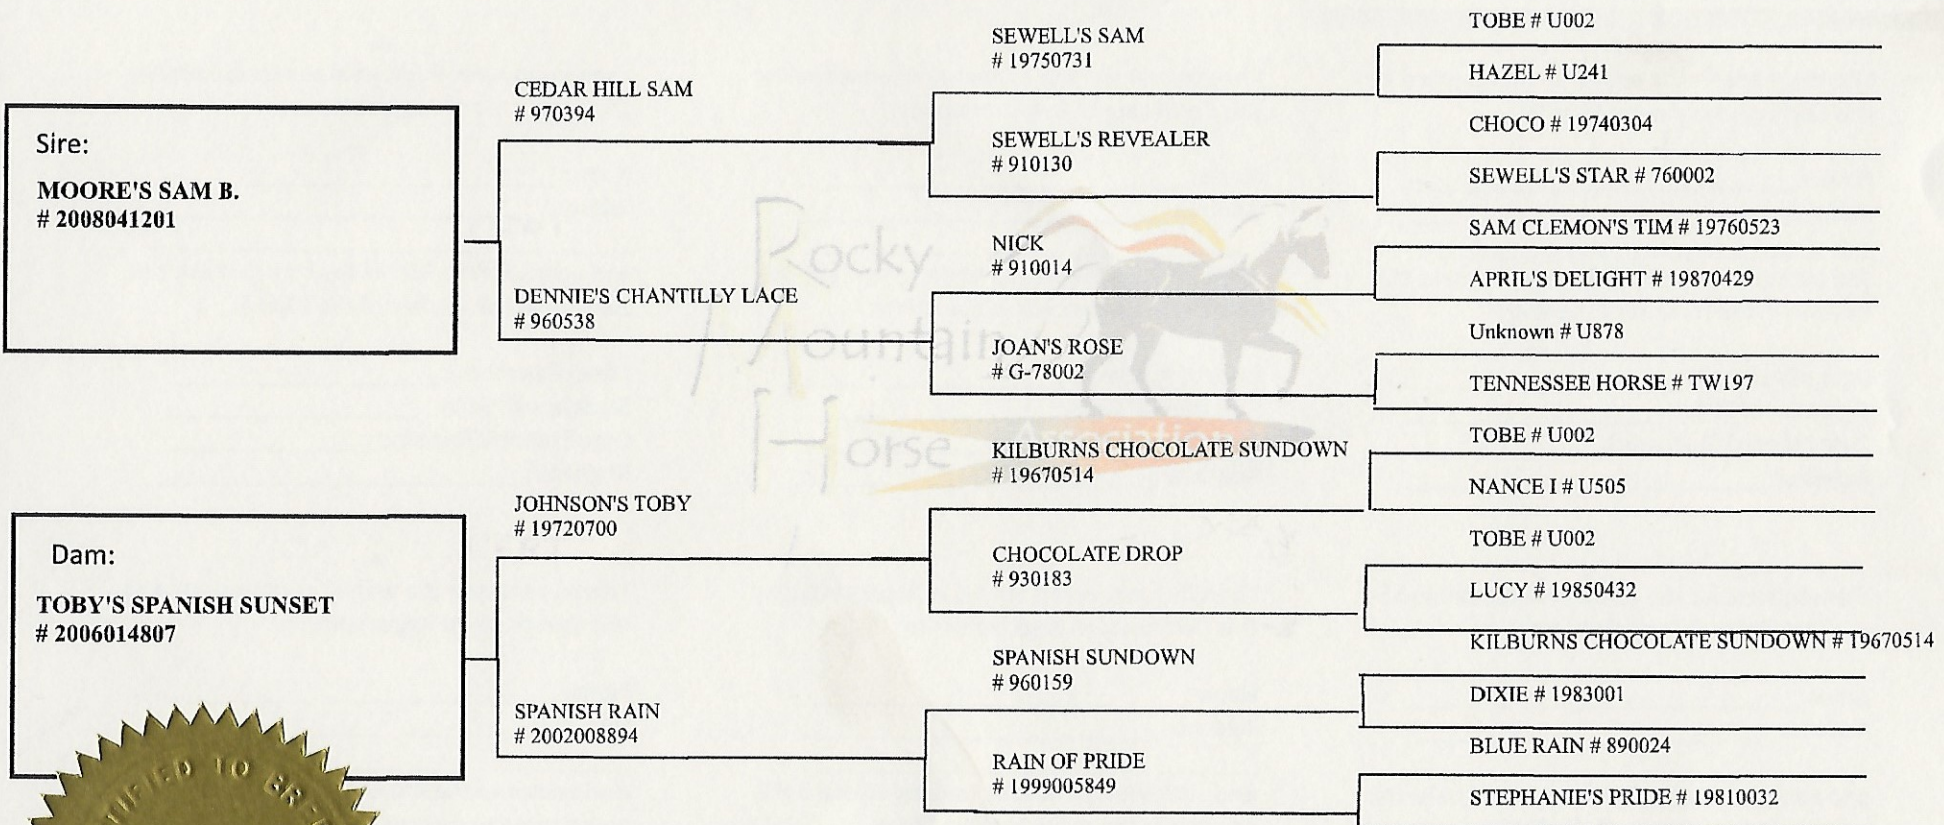 Sire:
MOORE'S SAM B.
# 2008041201
Dam:
TOBY'S SPANISH SUNSET
# 2006014807
CEDAR HILL SAM
# 970394
DENNIE'S CHANTILLY LACE
# 960538
JOHNSON'S TOBY
# 19720700
SPANISH RAIN
# 2002008894
SEWELL'S SAM
# 19750731
SEWELL'S REVEALER
# 910130
NICK
# 910014
JOAN'S ROSE
# G-78002
KILBURNS CHOCOLATE SUNDOWN
# 19670514
CHOCOLATE DROP
# 930183
SPANISH SUNDOWN
# 960159
RAIN OF PRIDE
# 1999005849
TOBE # U002
HAZEL # U241
CHOCO # 19740304
SEWELL'S STAR # 760002
SAM CLEMON'S TIM # 19760523
APRIL'S DELIGHT # 19870429
Unknown # U878
TENNESSEE HORSE # TW197
TOBE # U002
NANCE I # U505
TOBE # U002
LUCY # 19850432
KILBURNS CHOCOLATE SUNDOWN # 19670514
DIXIE # 1983001
BLUE RAIN # 890024
STEPHANIE'S PRIDE # 19810032
Rocky
Mountain
Horse Association
TO